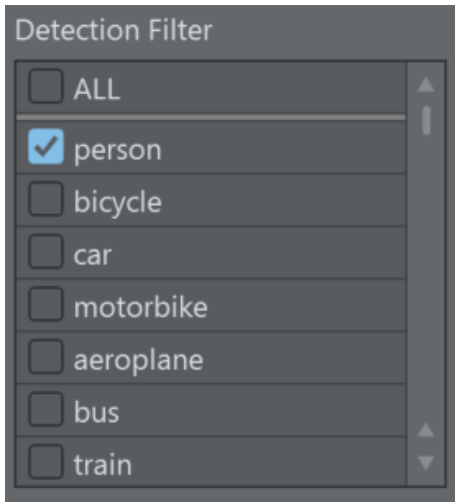 Detection Filter
ALL
person
bicycle
car
motorbike
aeroplane
bus
train